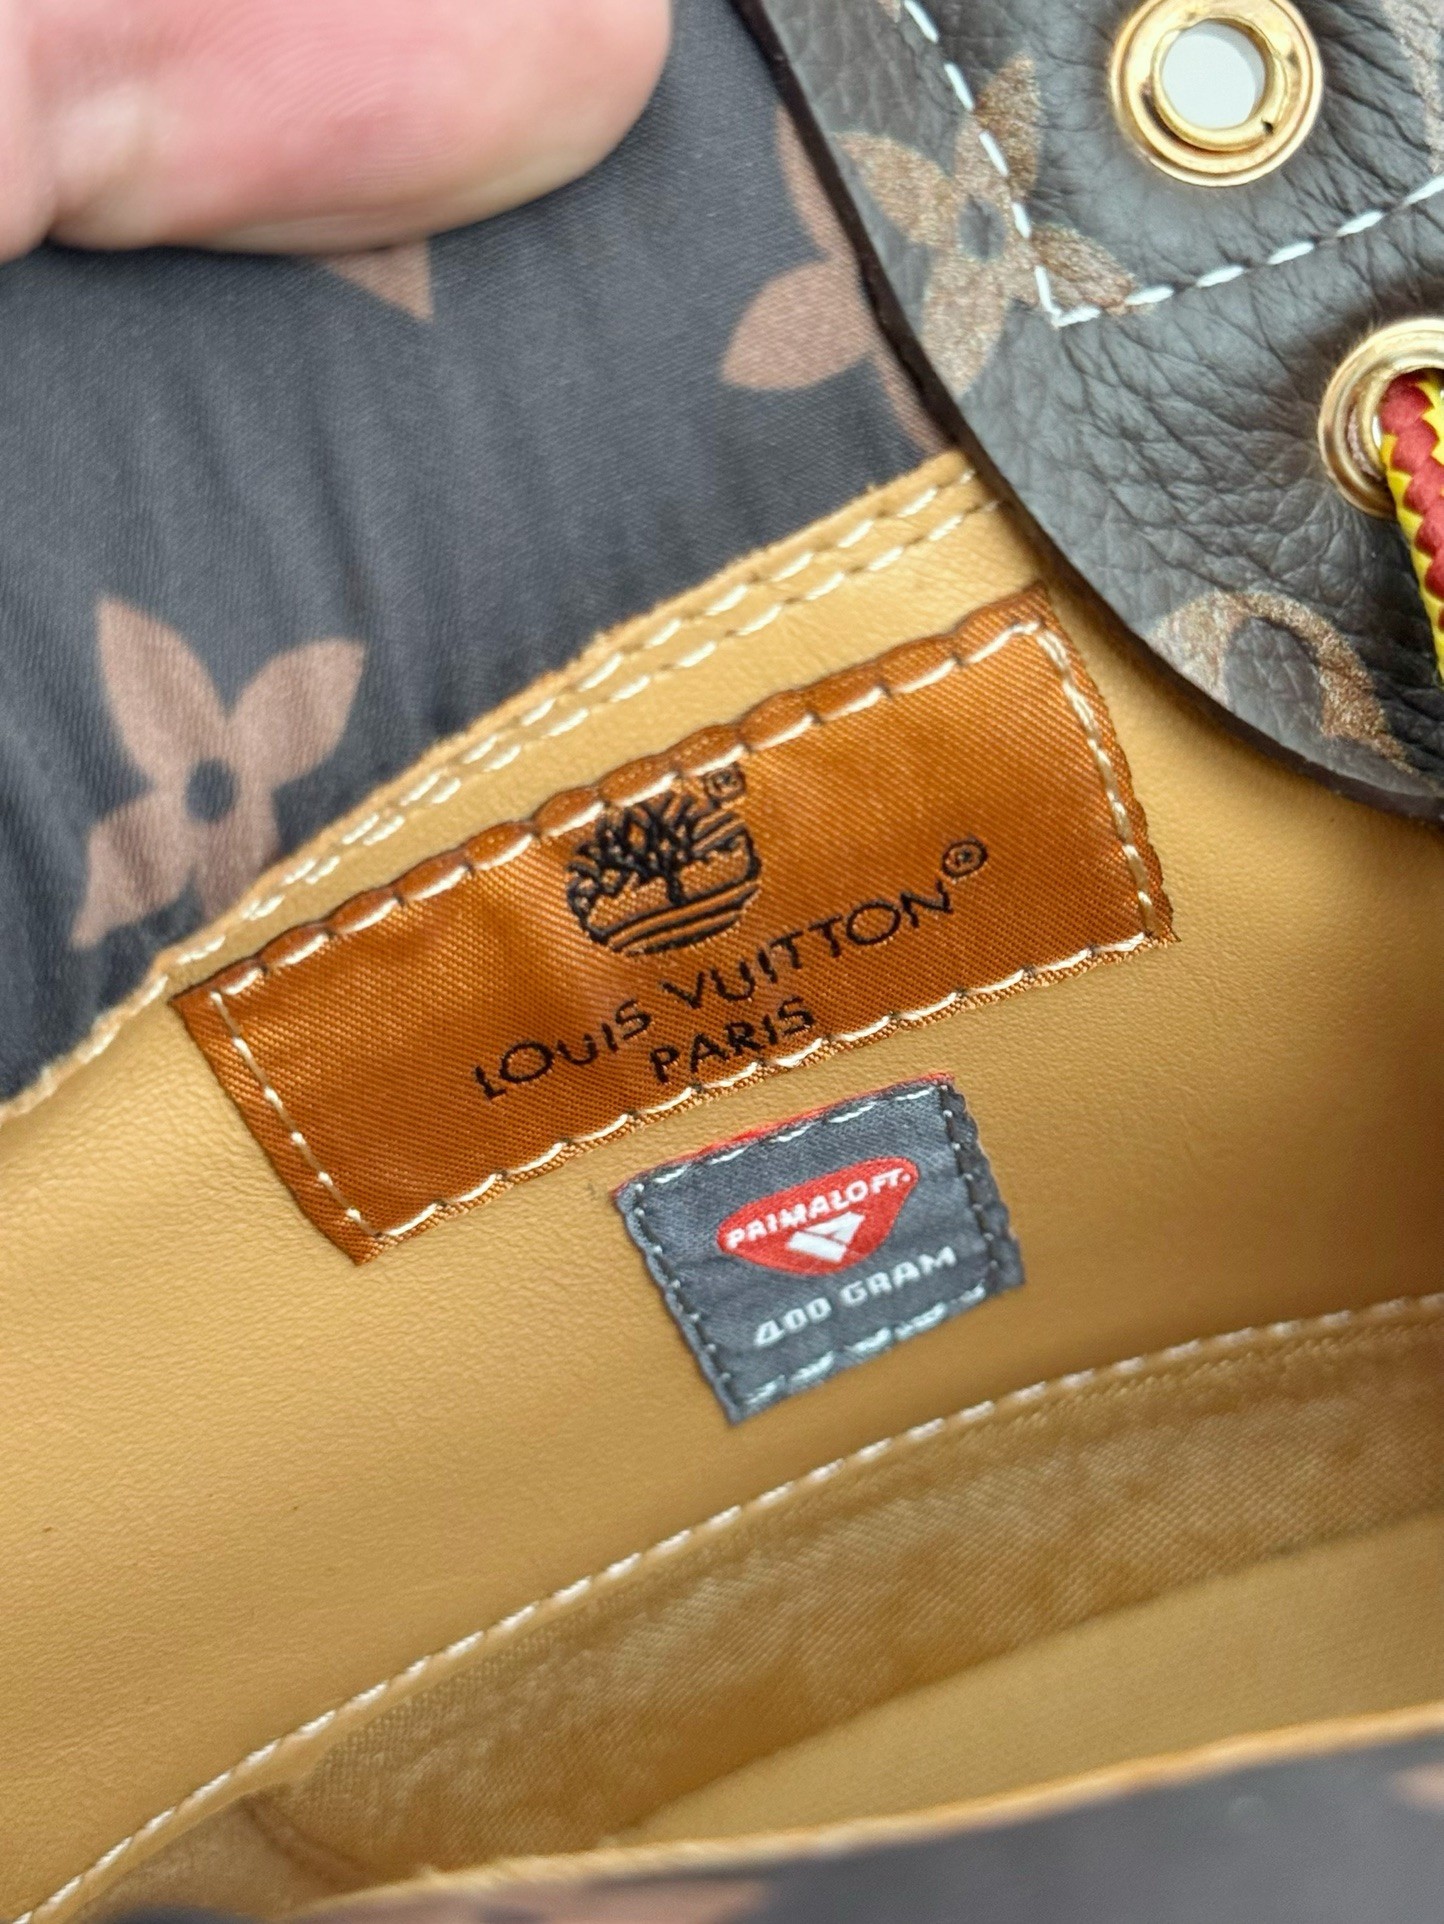 ®
LOUIS VUITTON®
PARIS
PRIMALOFT.
400 GRAM